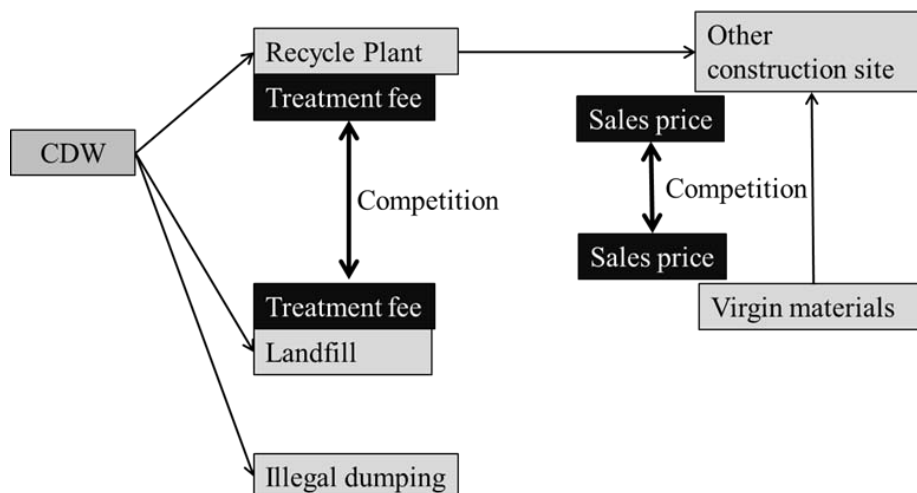 Recycle Plant
Treatment fee
Other
construction site
Sales price
CDW
Competition
Competition
Sales price
Treatment fee
Landfill
Virgin materials
Illegal dumping